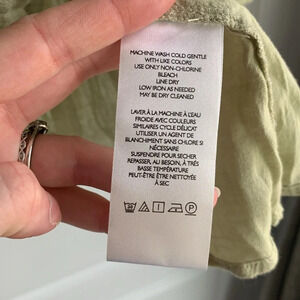 MACHINE WASH COLD GENTLE
WITH LIKE COLORS
USE ONLY NON-CHLORINE
BLEACH
LINE DRY
LOW IRON AS NEEDED
MAY BE DRY CLEANED
LAVER À LA MACHINE À L'EAU
FROIDE AVEC COULEURS
SIMILAIRES CYCLE DÉLICAT
UTILISER UN AGENT DE
BLANCHIMENT SANS CHLORE SI
NÉCESSAIRE
SUSPENDRE POUR SÉCHER
REPASSER, AU BESOIN, À TRÈS
BASSE TEMPÉRATURE
PEUT-ÊTRE ÊTRE NETTOYÉE
À SEC